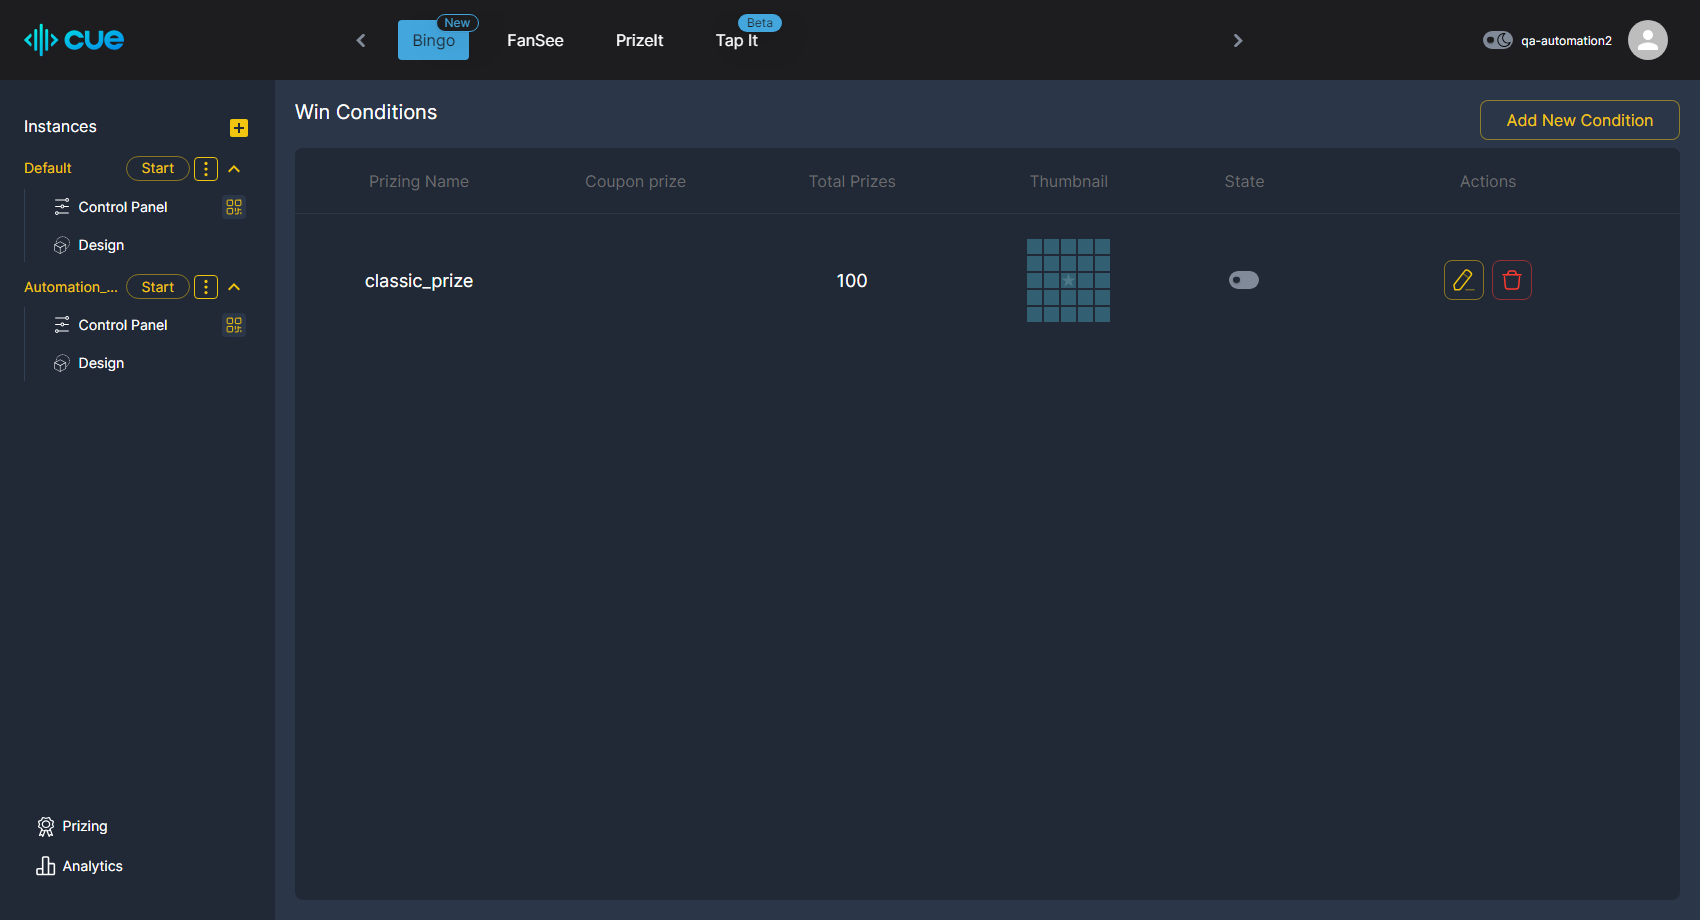 cue
Bingo
New
FanSee
PrizeIt
Tap It
Beta
qa-automation2
Instances
Default
Start
Control Panel
Design
Automation_...
Start
Control Panel
Design
Prizing
Analytics
Win Conditions
Add New Condition
Prizing Name Coupon prize Total Prizes Thumbnail State Actions
classic_prize 100